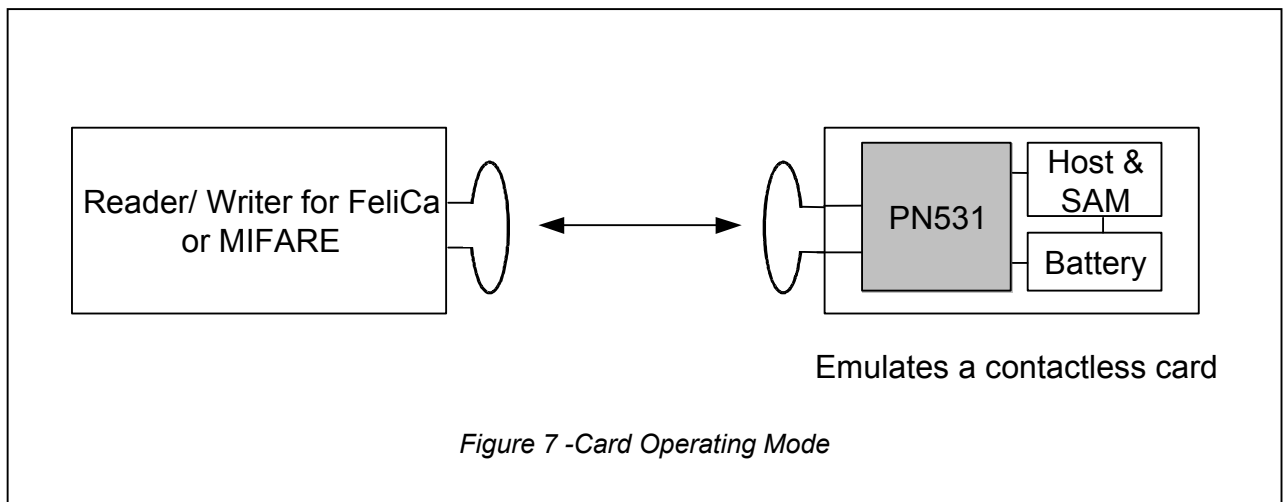 Reader/ Writer for FeliCa
or MIFARE
PN531
Host &
SAM
Battery
Emulates a contactless card
Figure 7 -Card Operating Mode